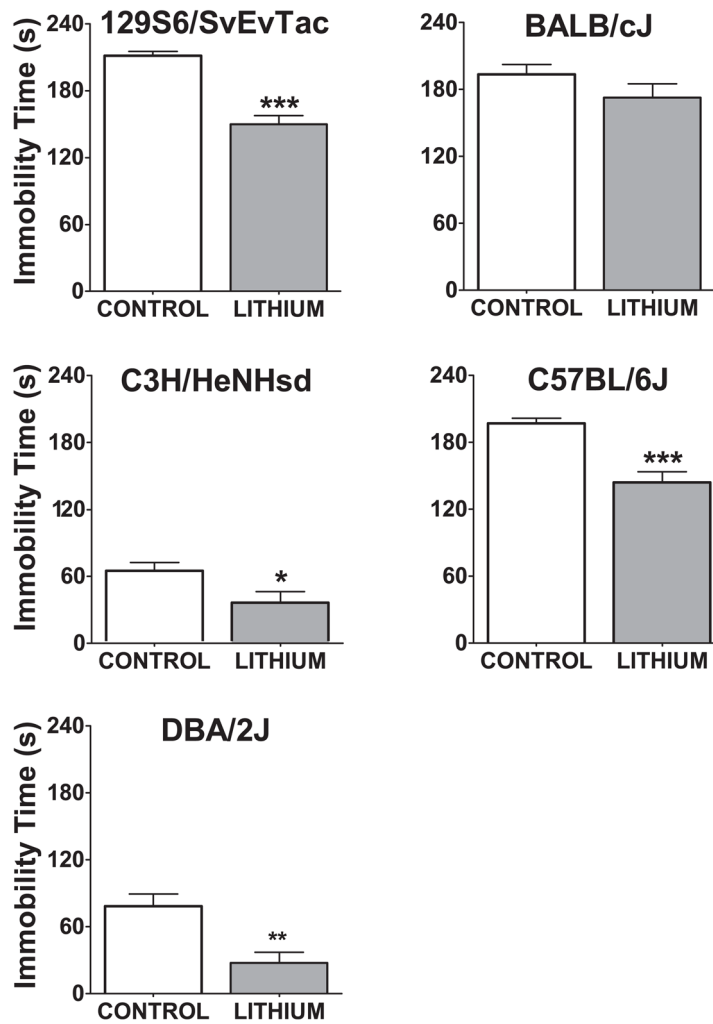 129S6/SvEvTac
Immobility Time (s)
240
180
120
60
0
***
CONTROL LITHIUM
BALB/cJ
240
180
120
60
0
CONTROL LITHIUM
C3H/HeNHsd
Immobility Time (s)
240
180
120
60
0
*
CONTROL LITHIUM
C57BL/6J
240
180
120
60
0
***
CONTROL LITHIUM
DBA/2J
Immobility Time (s)
240
180
120
60
0
**
CONTROL LITHIUM